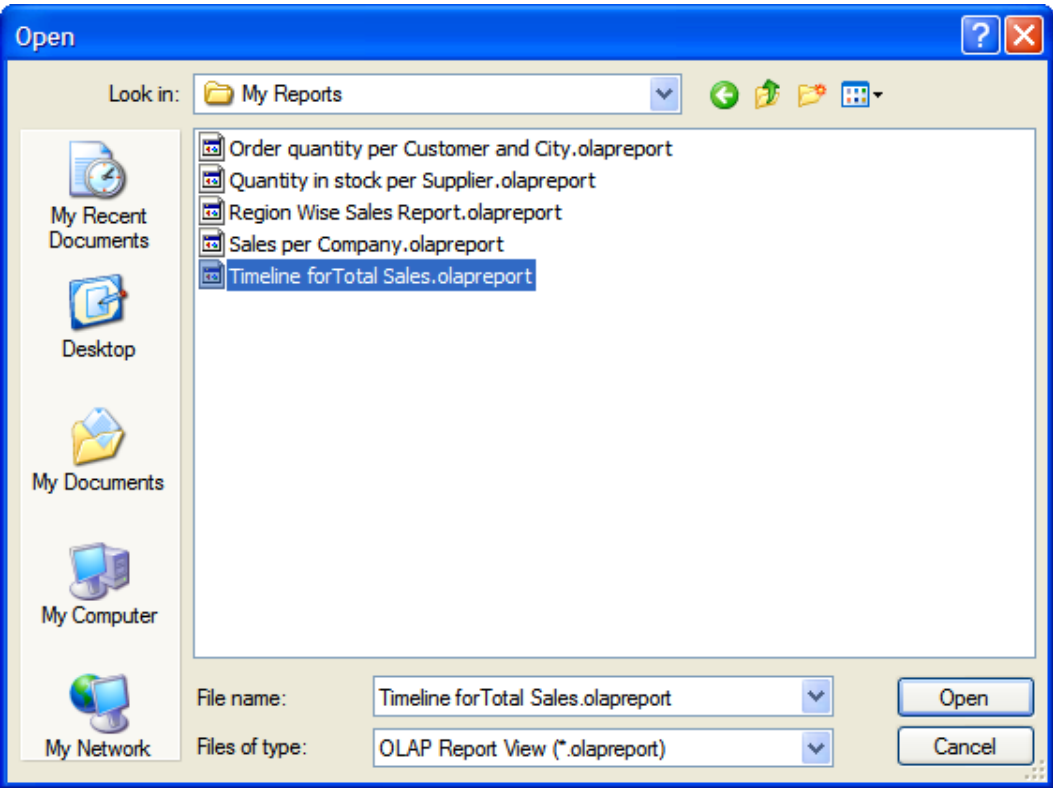 Open
Look in: My Reports
My Recent
Documents
Desktop
My Documents
My Computer
My Network
Order quantity per Customer and City.olapreport
Quantity in stock per Supplier.olapreport
Region Wise Sales Report.olapreport
Sales per Company.olapreport
Timeline forTotal Sales.olapreport
File name: Timeline forTotal Sales.olapreport Open
Files of type: OLAP Report View (*.olapreport) Cancel